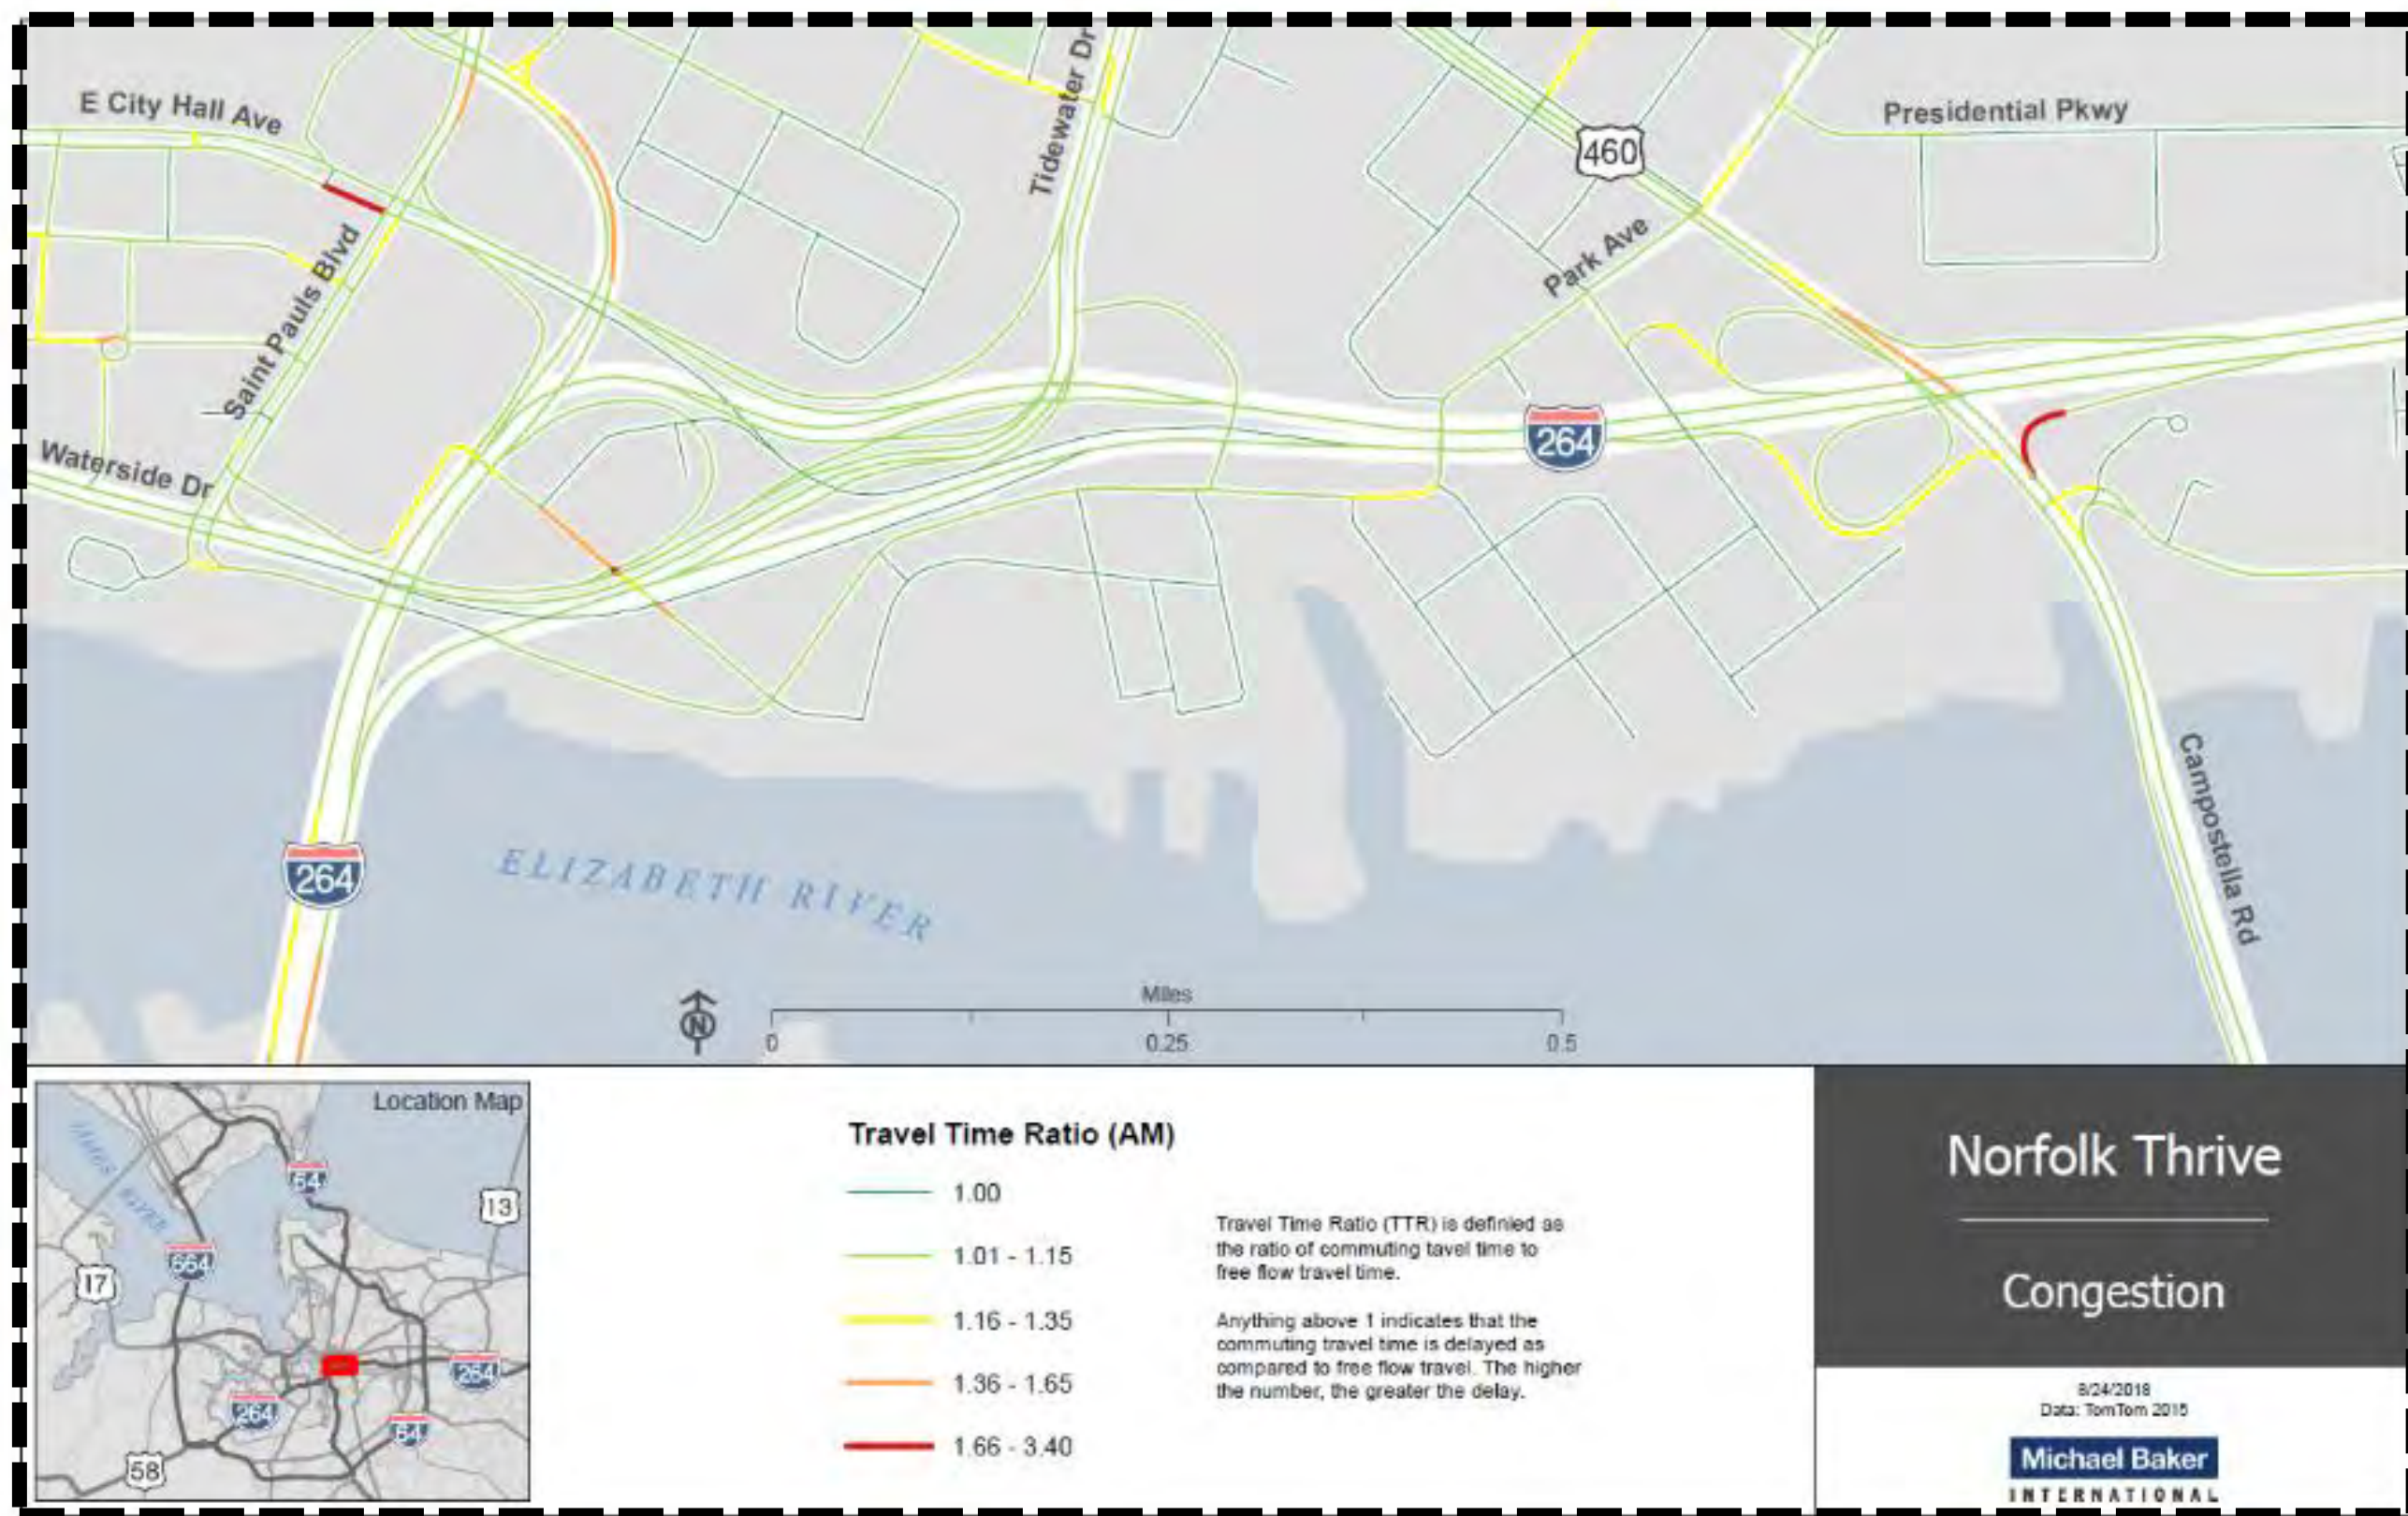 E City Hall Ave
Tidewater Dr
Presidential Pkwy
460
Park Ave
Saint Pauls Blvd
264
Waterside Dr
Campostella Rd
264
ELIZABETH RIVER
N
Miles
0
0.25
0.5
Location Map
JAMES RIVER
64
13
664
17
264
264
64
58
Travel Time Ratio (AM)
1.00
1.01 - 1.15
1.16 - 1.35
1.36 - 1.65
1.66 - 3.40
Travel Time Ratio (TTR) is definied as
the ratio of commuting tavel time to
free flow travel time.
Anything above 1 indicates that the
commuting travel time is delayed as
compared to free flow travel. The higher
the number, the greater the delay.
Norfolk Thrive
Congestion
8/24/2018
Data: TomTom 2015
Michael Baker
INTERNATIONAL